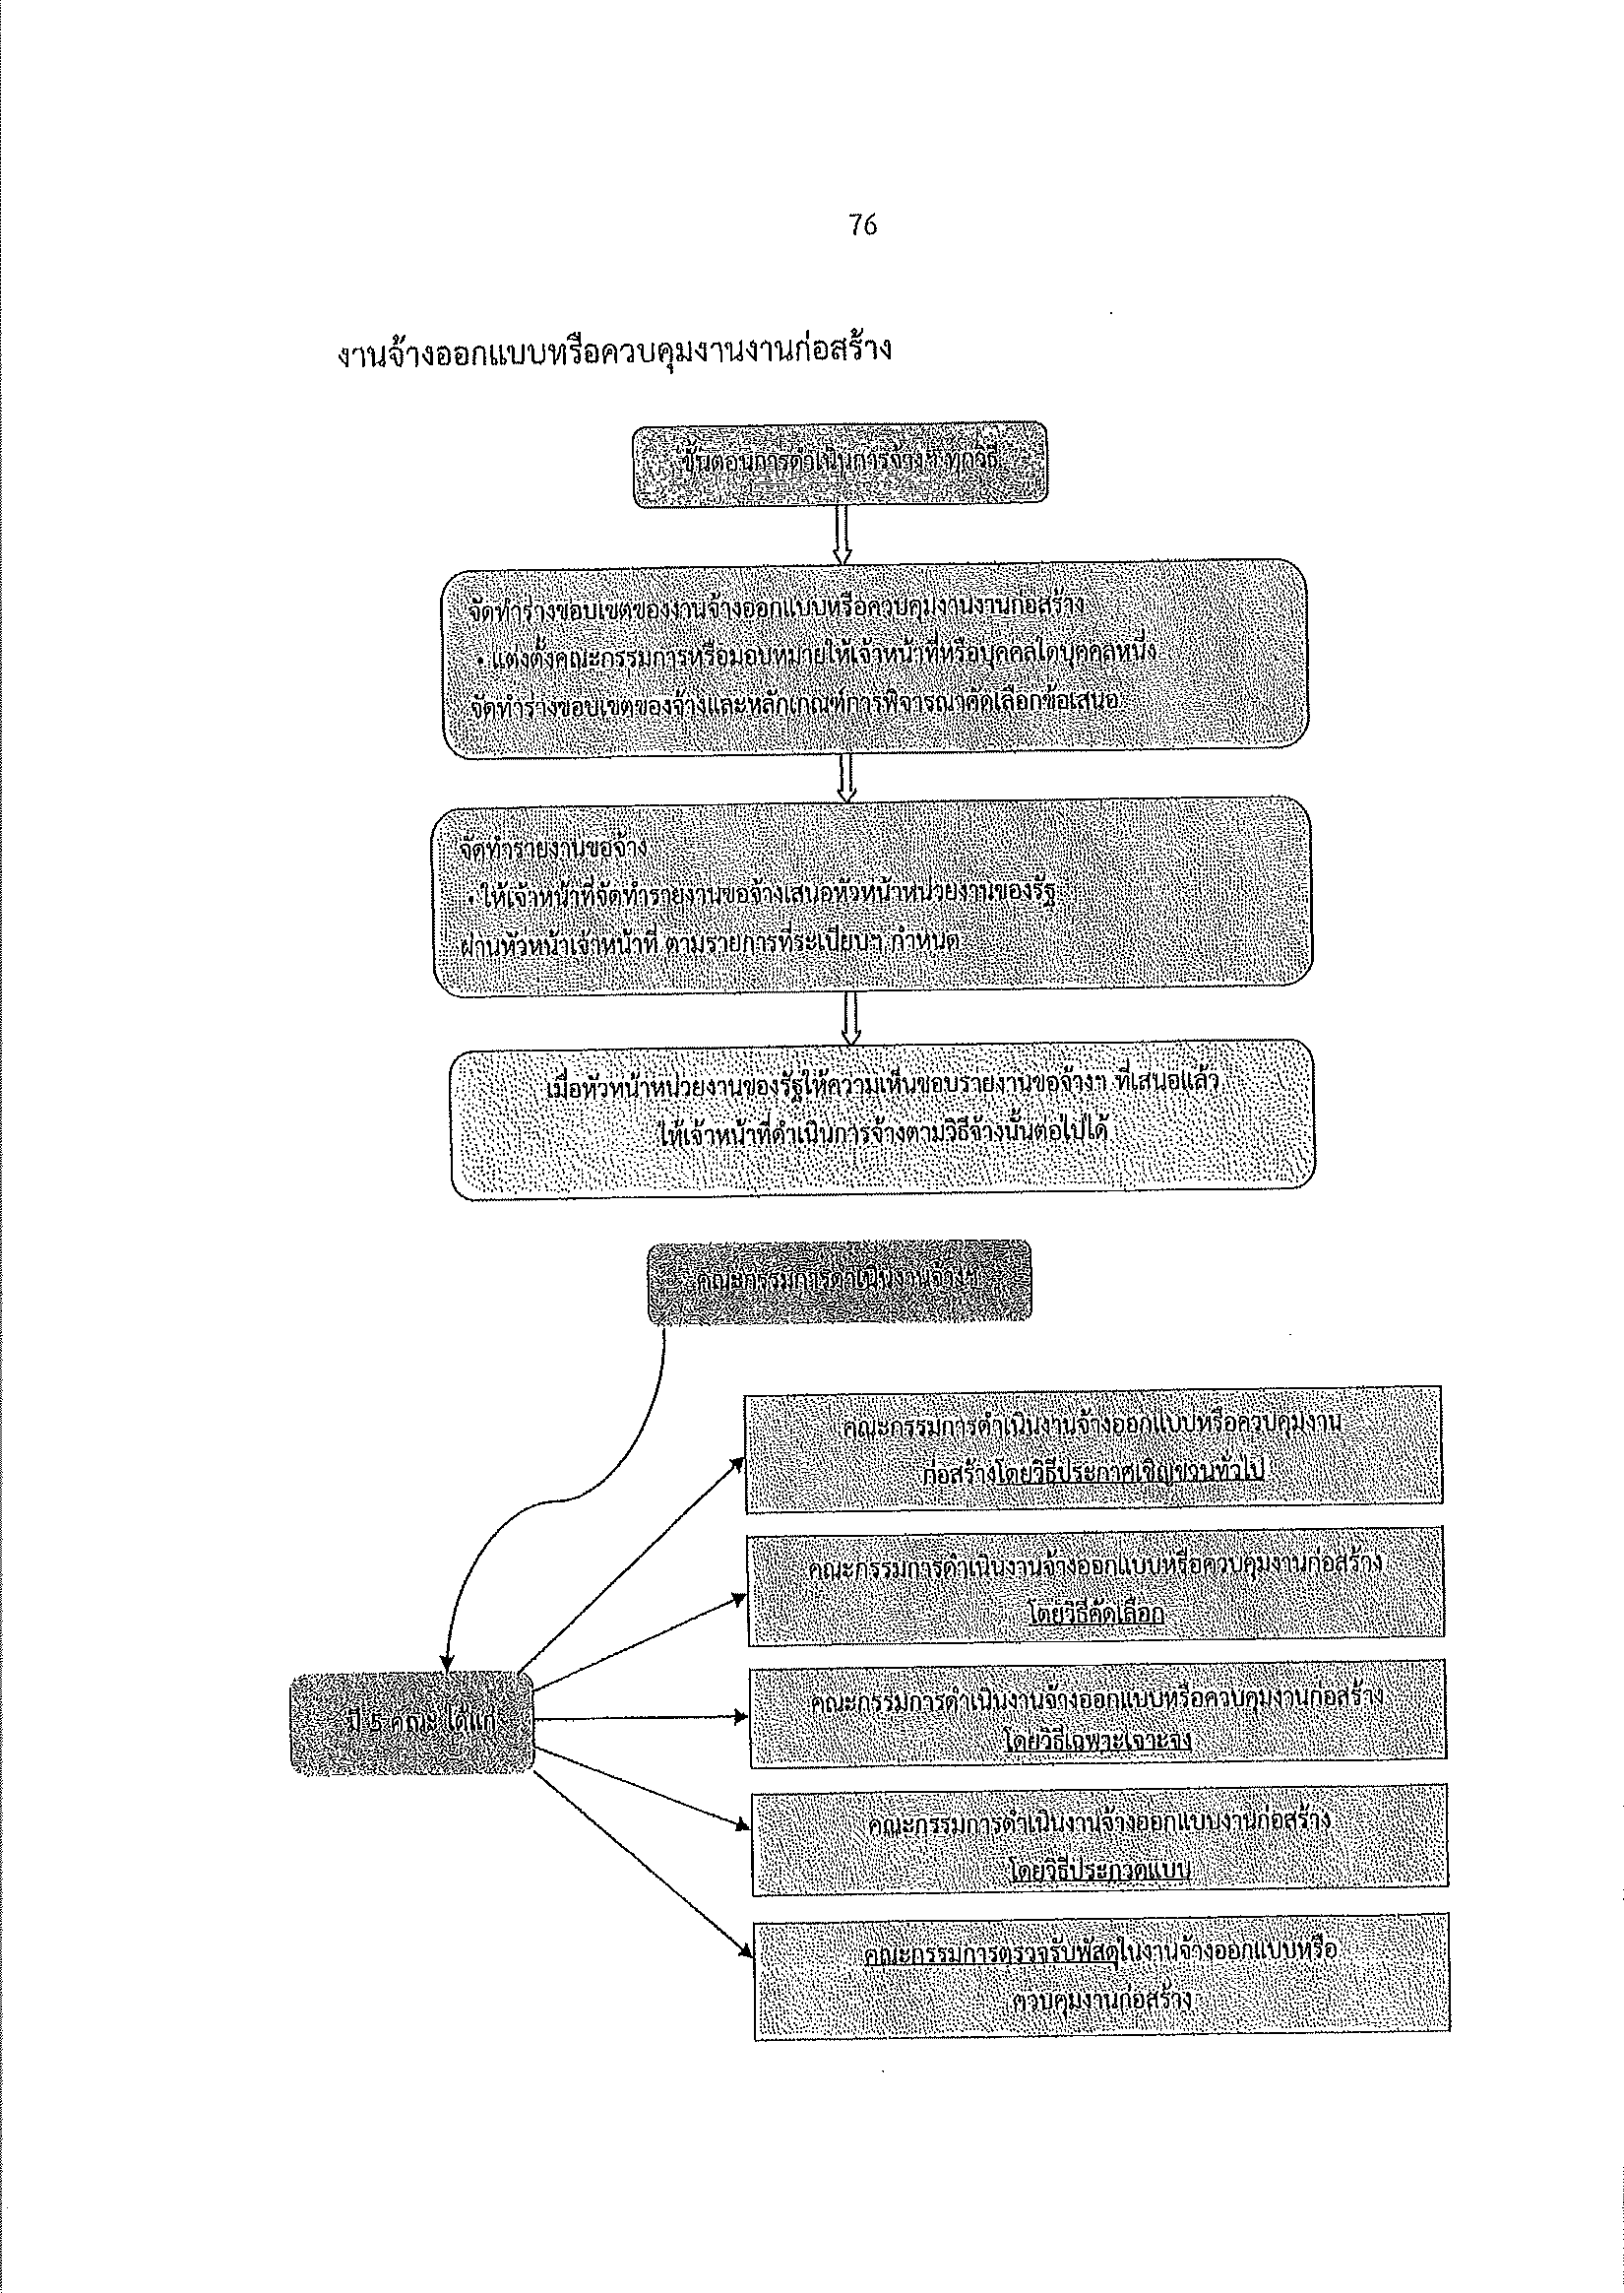 76
งานจ้างออกแบบหรือควบคุมงานงานก่อสร้าง
ขั้นตอนการดำเนินการจ้างฯ ทุกวิธี
จัดทำร่างขอบเขตของงานจ้างออกแบบหรือควบคุมงานงานก่อสร้าง
• แต่งตั้งคณะกรรมการหรือมอบหมายให้เจ้าหน้าที่หรือบุคคลใดบุคคลหนึ่ง
จัดทำร่างขอบเขตของจ้างและหลักเกณฑ์การพิจารณาคัดเลือกข้อเสนอ
จัดทำรายงานขอจ้าง
• ให้เจ้าหน้าที่จัดทำรายงานขอจ้างเสนอหัวหน้าหน่วยงานของรัฐ
ผ่านหัวหน้าเจ้าหน้าที่ ตามรายการที่ระเบียบฯ กำหนด
เมื่อหัวหน้าหน่วยงานของรัฐให้ความเห็นชอบรายงานขอจ้างฯ ที่เสนอแล้ว
ให้เจ้าหน้าที่ดำเนินการจ้างตามวิธีจ้างนั้นต่อไปได้
คณะกรรมการดำเนินงานจ้างฯ
คณะกรรมการดำเนินงานจ้างออกแบบหรือควบคุมงาน
ก่อสร้างโดยวิธีประกาศเชิญชวนทั่วไป
คณะกรรมการดำเนินงานจ้างออกแบบหรือควบคุมงานก่อสร้าง
โดยวิธีคัดเลือก
มี 5 คณะ ได้แก่
คณะกรรมการดำเนินงานจ้างออกแบบหรือควบคุมงานก่อสร้าง
โดยวิธีเฉพาะเจาะจง
คณะกรรมการดำเนินงานจ้างออกแบบงานก่อสร้าง
โดยวิธีประกวดแบบ
คณะกรรมการตรวจรับพัสดุในงานจ้างออกแบบหรือ
ควบคุมงานก่อสร้าง